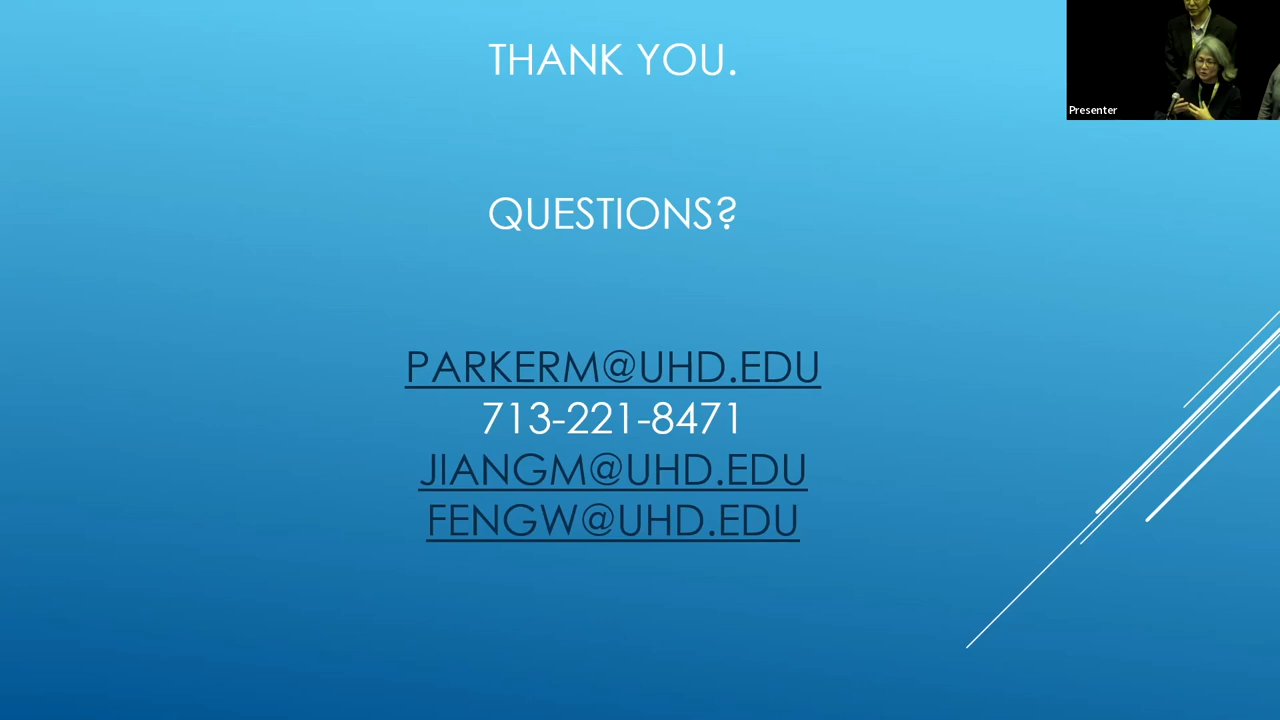 THANK YOU.
Presenter
QUESTIONS?
PARKERM@UHD.EDU
713-221-8471
JIANGM@UHD.EDU
FENGW@UHD.EDU